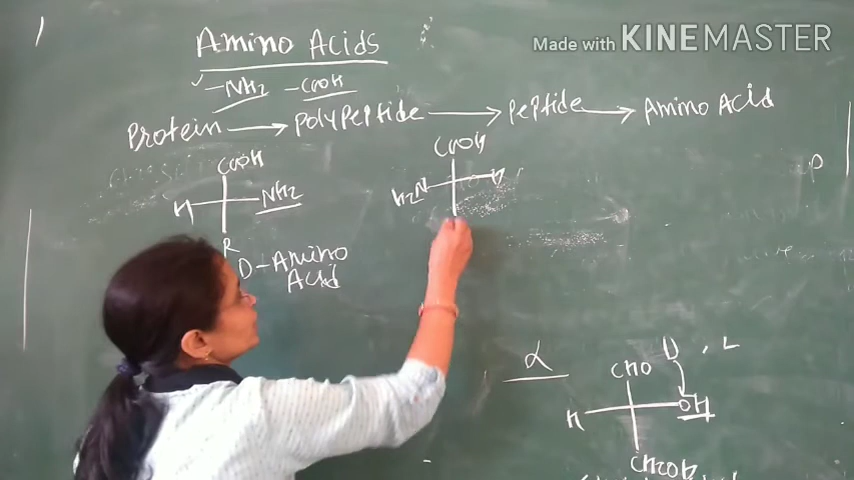 Made with KINEMASTER
Amino Acids
-NH2 -COOH
Protein → Polypeptide → Peptide → Amino Acid
COOH COOH
H NH2 H2N H
R
D-Amino
Acid
α D, L
CHO
H OH
CH2OH